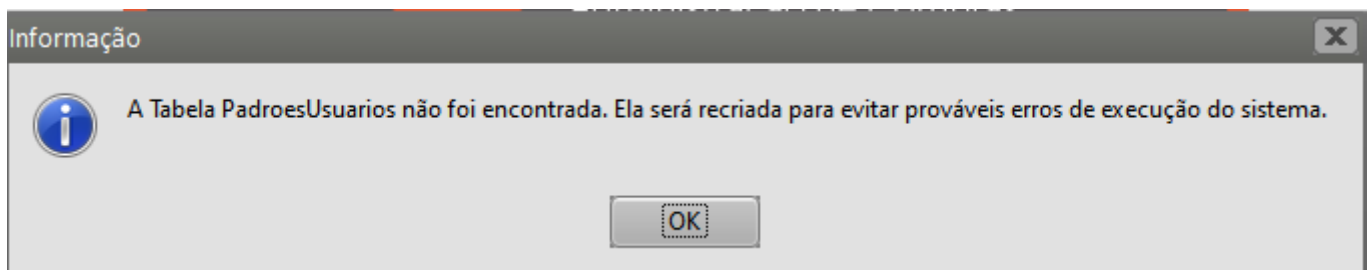 Informação
A Tabela PadroesUsuarios não foi encontrada. Ela será recriada para evitar prováveis erros de execução do sistema.
OK